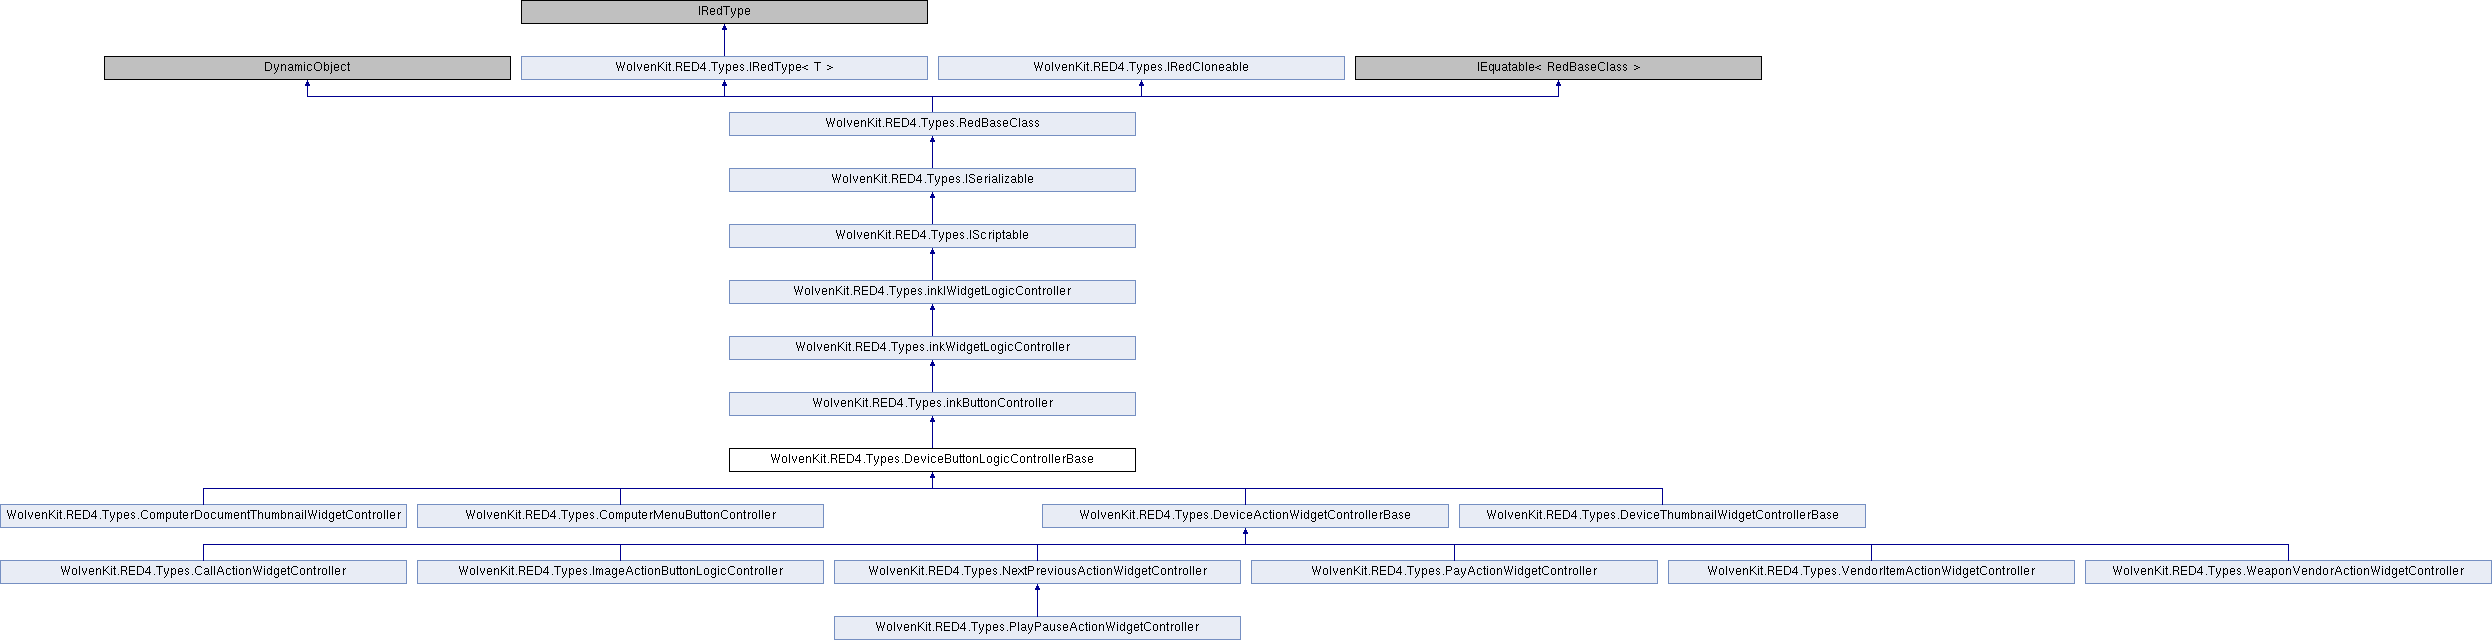 IRedType
DynamicObject
WolvenKit.RED4.Types.IRedType< T >
WolvenKit.RED4.Types.IRedCloneable
IEquatable< RedBaseClass >
WolvenKit.RED4.Types.RedBaseClass
WolvenKit.RED4.Types.ISerializable
WolvenKit.RED4.Types.IScriptable
WolvenKit.RED4.Types.inkIWidgetLogicController
WolvenKit.RED4.Types.inkWidgetLogicController
WolvenKit.RED4.Types.inkButtonController
WolvenKit.RED4.Types.DeviceButtonLogicControllerBase
WolvenKit.RED4.Types.ComputerDocumentThumbnailWidgetController
WolvenKit.RED4.Types.ComputerMenuButtonController
WolvenKit.RED4.Types.DeviceActionWidgetControllerBase
WolvenKit.RED4.Types.DeviceThumbnailWidgetControllerBase
WolvenKit.RED4.Types.CallActionWidgetController
WolvenKit.RED4.Types.ImageActionButtonLogicController
WolvenKit.RED4.Types.NextPreviousActionWidgetController
WolvenKit.RED4.Types.PayActionWidgetController
WolvenKit.RED4.Types.VendorItemActionWidgetController
WolvenKit.RED4.Types.WeaponVendorActionWidgetController
WolvenKit.RED4.Types.PlayPauseActionWidgetController